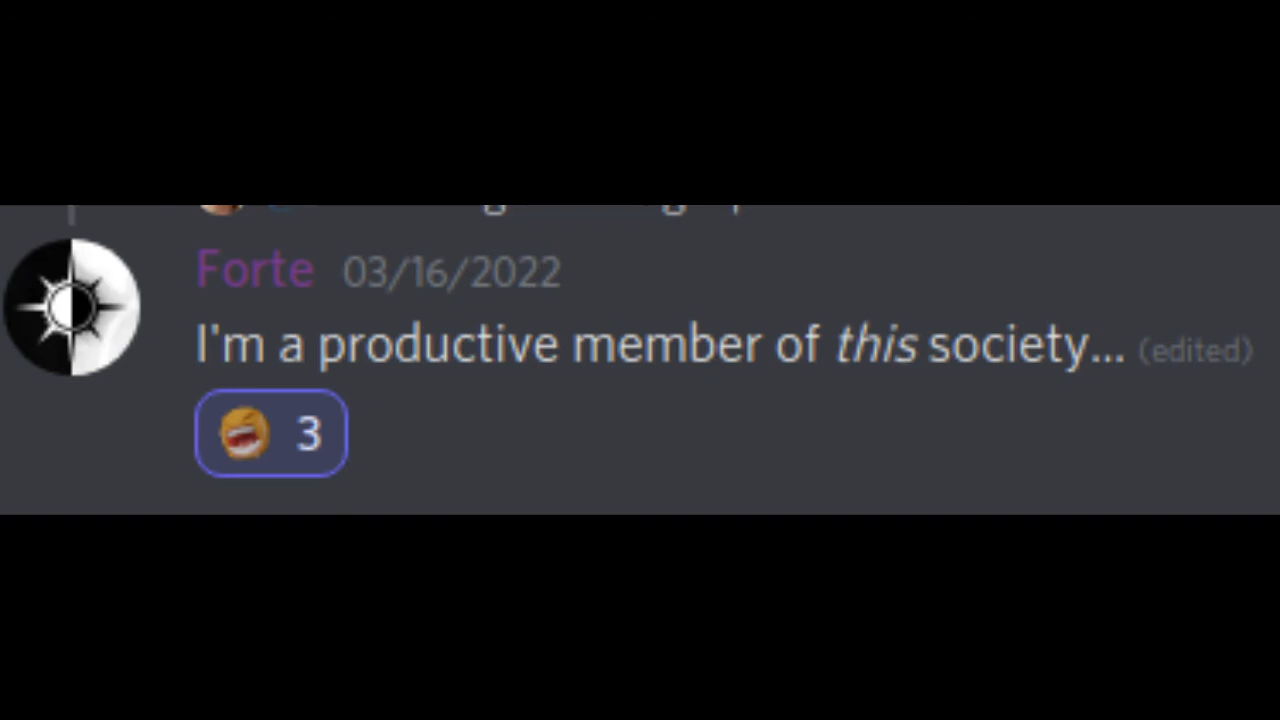 Forte 03/16/2022
I'm a productive member of this society... (edited)
3